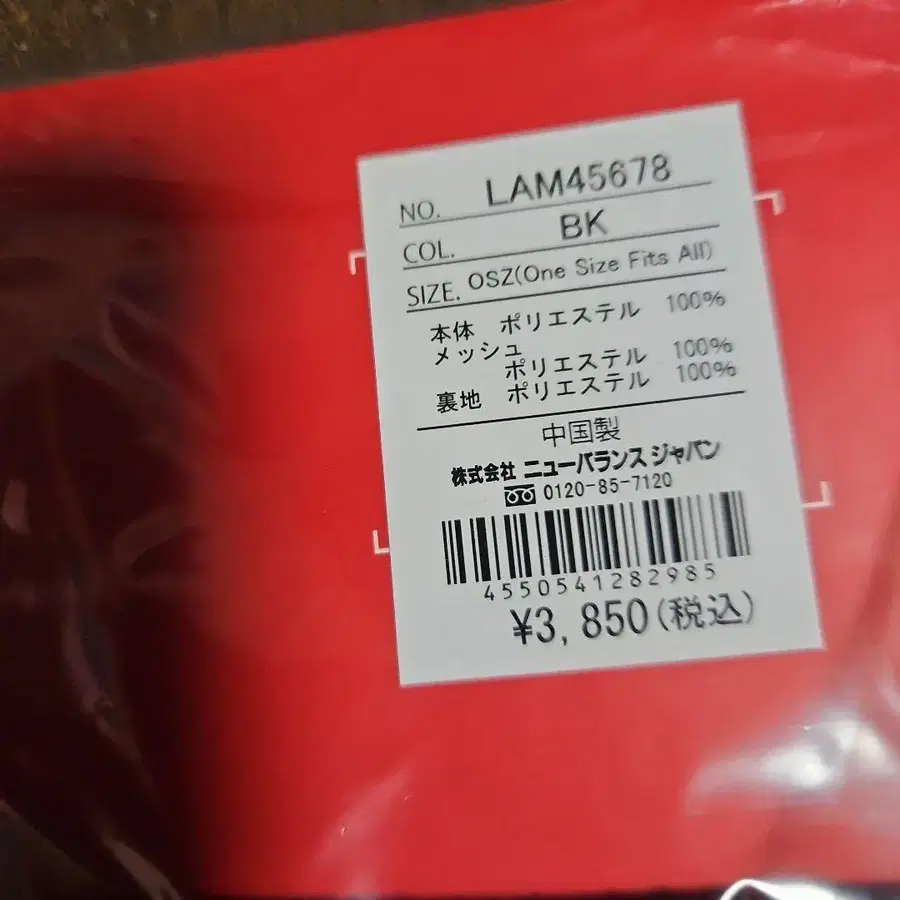 NO. LAM45678
COL. BK
SIZE. OSZ(One Size Fits All)
本体 ポリエステル 100%
メッシュ
ポリエステル 100%
裏地 ポリエステル 100%
中国製
株式会社 ニューバランス ジャパン
0120-85-7120
4550541282985
¥3,850(税込)